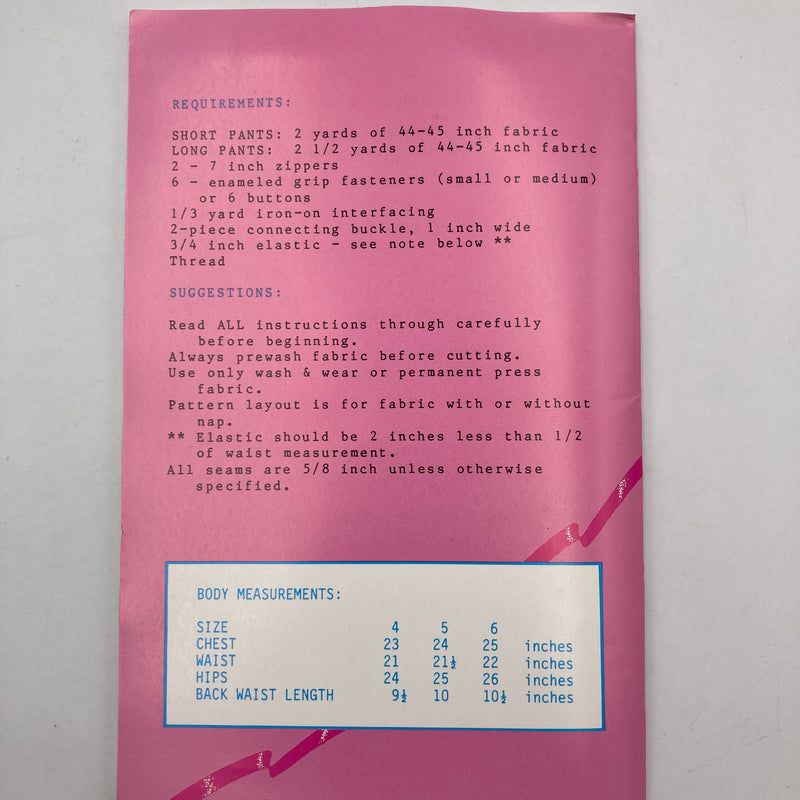 REQUIREMENTS:
SHORT PANTS: 2 yards of 44-45 inch fabric
LONG PANTS: 2 1/2 yards of 44-45 inch fabric
2 - 7 inch zippers
6 - enameled grip fasteners (small or medium)
or 6 buttons
1/3 yard iron-on interfacing
2-piece connecting buckle, 1 inch wide
3/4 inch elastic - see note below **
Thread
SUGGESTIONS:
Read ALL instructions through carefully
before beginning.
Always prewash fabric before cutting.
Use only wash & wear or permanent press
fabric.
Pattern layout is for fabric with or without
nap.
** Elastic should be 2 inches less than 1/2
of waist measurement.
All seams are 5/8 inch unless otherwise
specified.
BODY MEASUREMENTS:
SIZE 4 5 6
CHEST 23 24 25 inches
WAIST 21 21½ 22 inches
HIPS 24 25 26 inches
BACK WAIST LENGTH 9½ 10 10½ inches